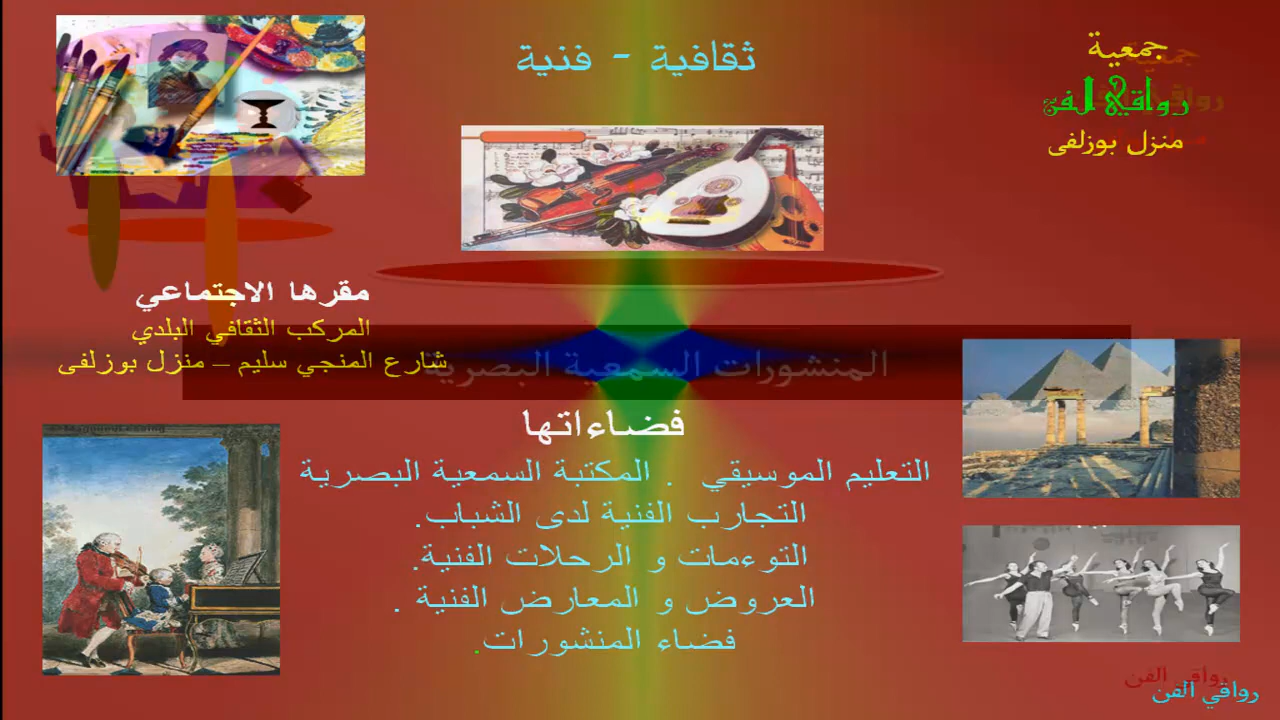 جمعية
رواقي الفن
منزل بوزلفى
ثقافية - فنية
مقرها الاجتماعي
المركب الثقافي البلدي
شارع المنجي سليم – منزل بوزلفى
المنشورات السمعية البصرية
فضاءاتها
التعليم الموسيقي . المكتبة السمعية البصرية
التجارب الفنية لدى الشباب.
التوءمات و الرحلات الفنية.
العروض و المعارض الفنية .
فضاء المنشورات.
رواقي الفن
رواقي الفن